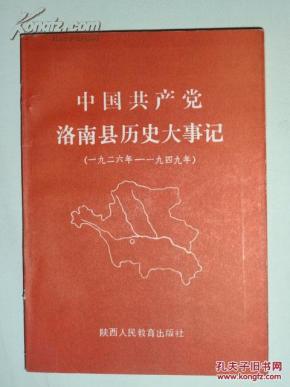 中国共产党
洛南县历史大事记
(一九二六年——一九四九年)
陕西人民教育出版社
孔夫子旧书网